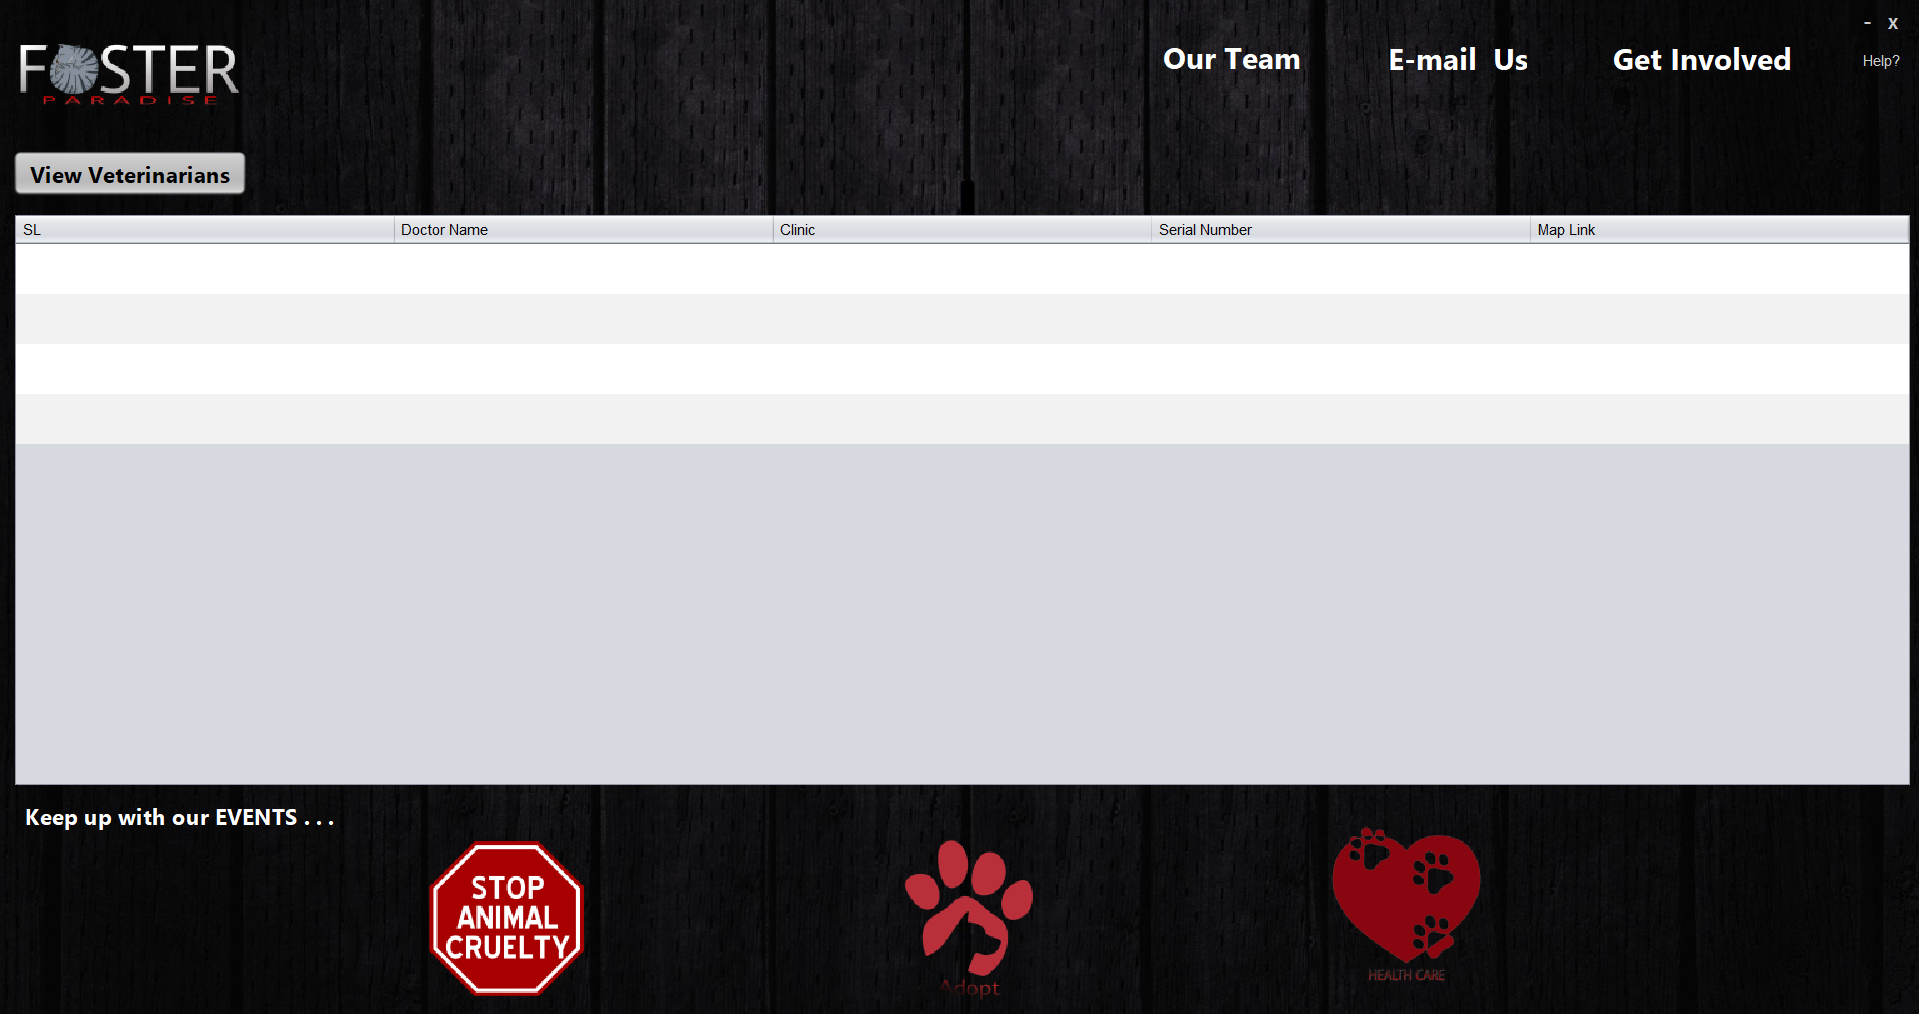 - x
FOSTER
PARADISE
Our Team
E-mail Us
Get Involved
Help?
View Veterinarians
SL
Doctor Name
Clinic
Serial Number
Map Link
Keep up with our EVENTS . . .
STOP
ANIMAL
CRUELTY
Adopt
HEALTH CARE